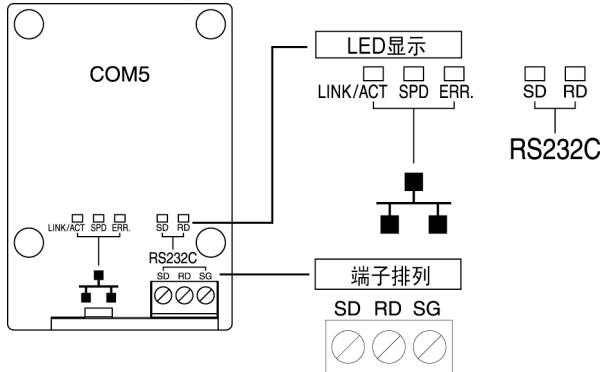 COM5
LINK/ACT SPD ERR. SD RD
RS232C
SD RD SG
LED显示
LINK/ACT SPD ERR. SD RD
RS232C
端子排列
SD RD SG